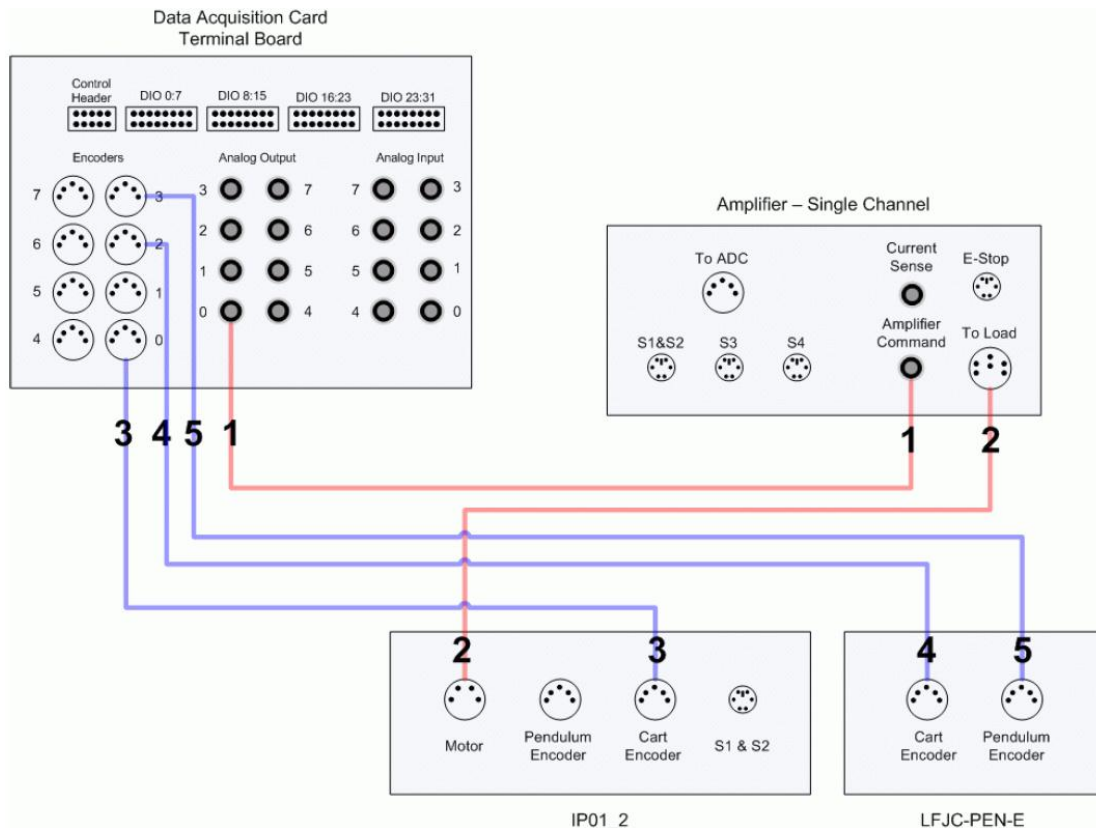 Data Acquisition Card
Terminal Board
Control
Header
DIO 0:7
DIO 8:15
DIO 16:23
DIO 23:31
Encoders
Analog Output
Analog Input
7 3 3 7 7 3
6 2 2 6 6 2
5 1 1 5 5 1
4 0 0 4 4 0
Amplifier – Single Channel
To ADC
Current
Sense
E-Stop
S1&S2
S3
S4
Amplifier
Command
To Load
3 4 5 1
1 2
2 3
4 5
Motor
Pendulum
Encoder
Cart
Encoder
S1 & S2
Cart
Encoder
Pendulum
Encoder
IP01_2
LFJC-PEN-E